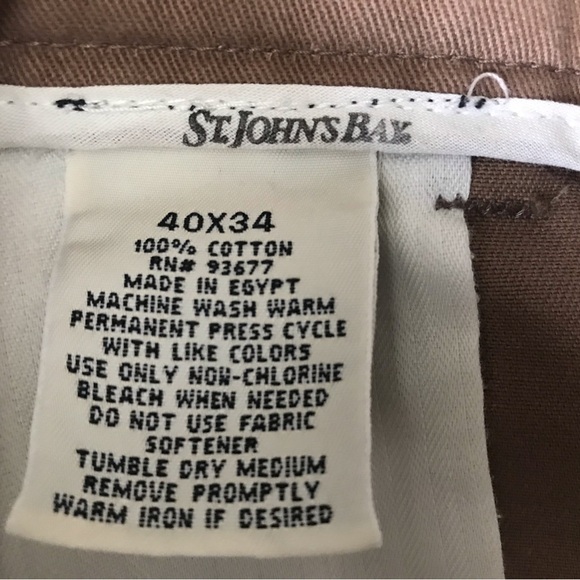 ST. JOHN'S BAY.
40X34
100% COTTON
RN# 93677
MADE IN EGYPT
MACHINE WASH WARM
PERMANENT PRESS CYCLE
WITH LIKE COLORS
USE ONLY NON-CHLORINE
BLEACH WHEN NEEDED
DO NOT USE FABRIC
SOFTENER
TUMBLE DRY MEDIUM
REMOVE PROMPTLY
WARM IRON IF DESIRED